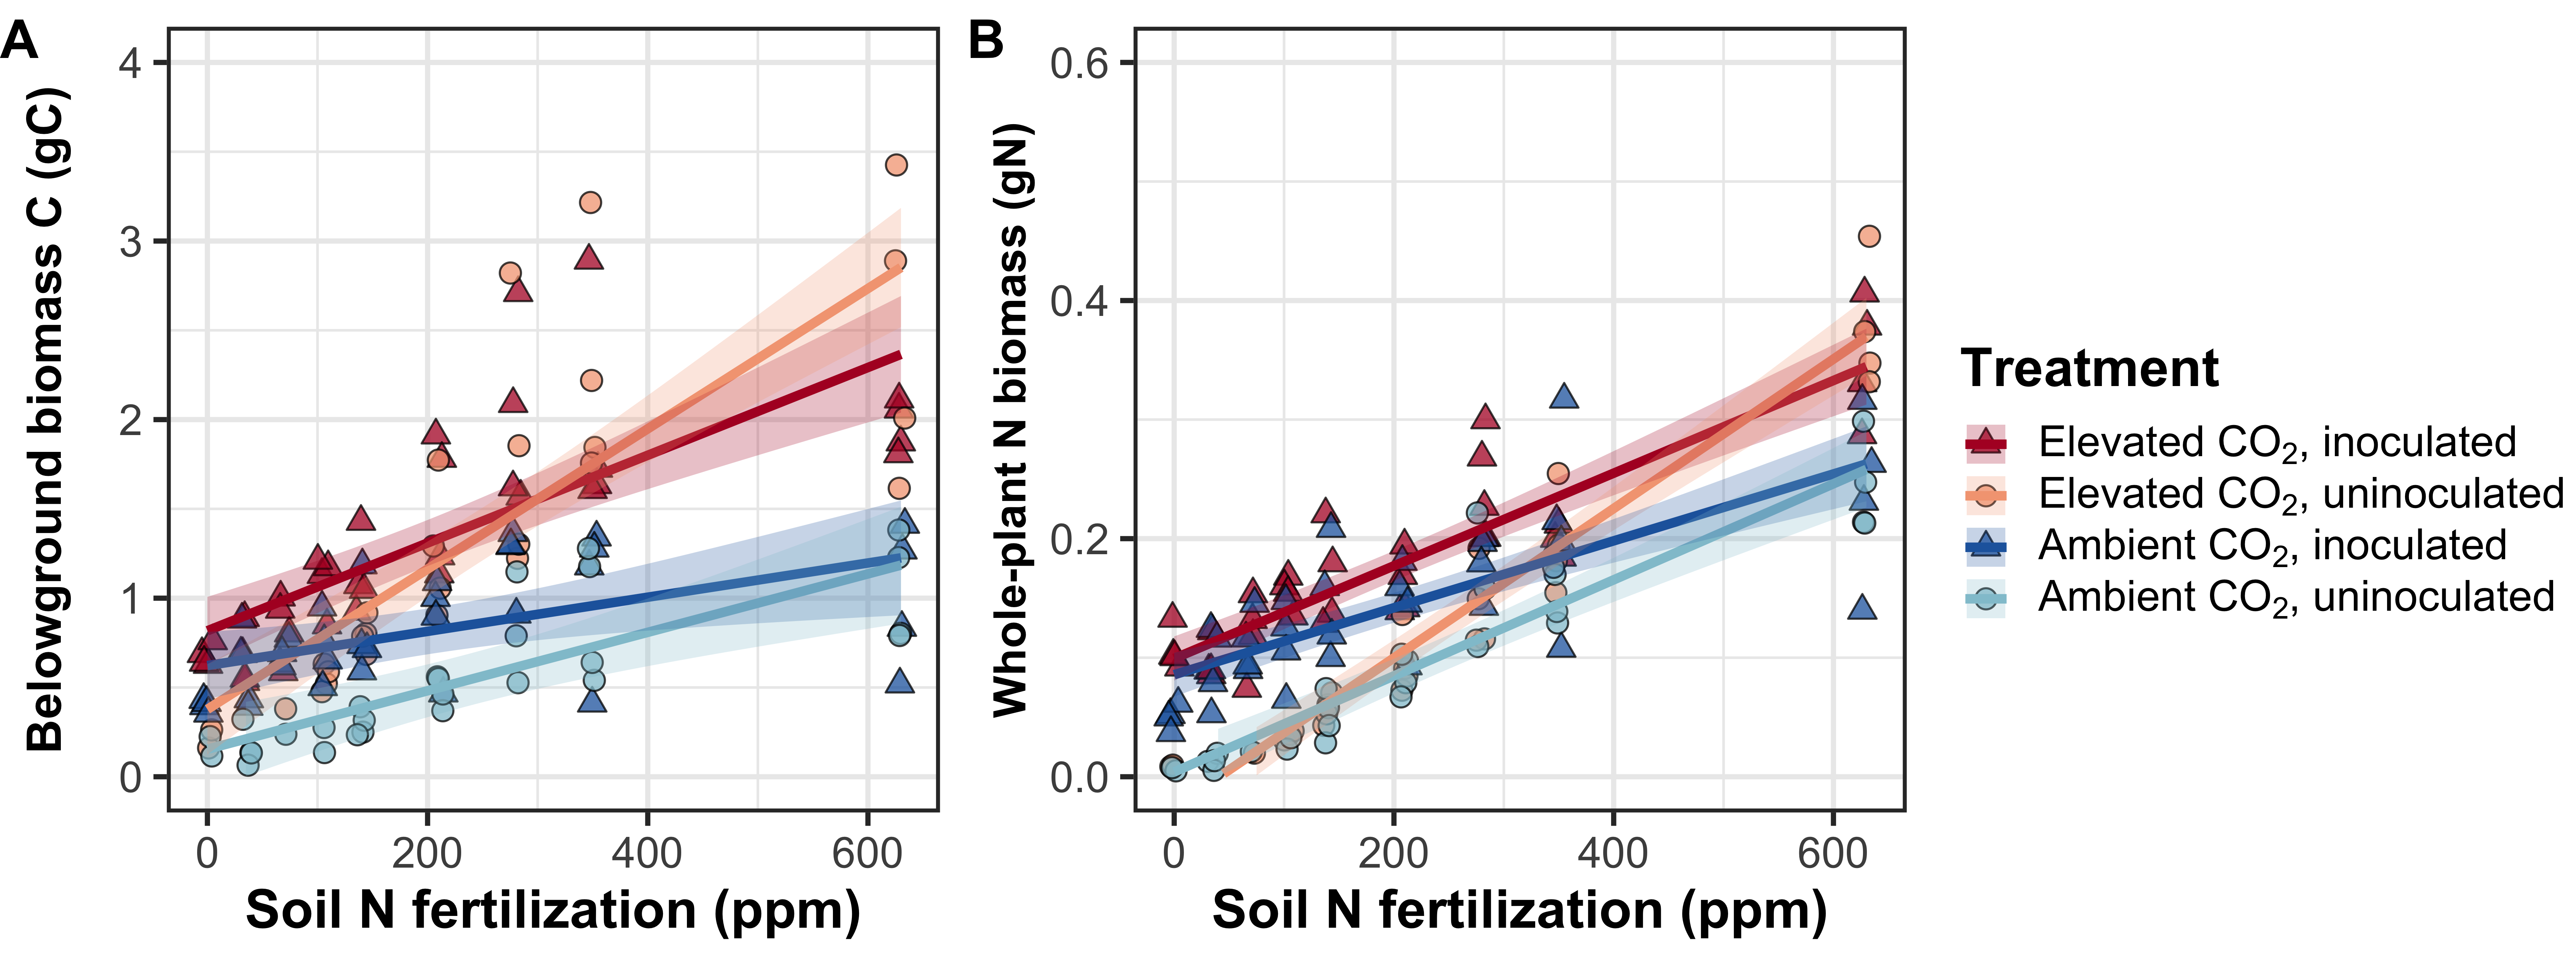 A
Belowground biomass C (gC)
4
3
2
1
0
0 200 400 600
Soil N fertilization (ppm)
B
Whole-plant N biomass (gN)
0.6
0.4
0.2
0.0
0 200 400 600
Soil N fertilization (ppm)
Treatment
Elevated CO₂, inoculated
Elevated CO₂, uninoculated
Ambient CO₂, inoculated
Ambient CO₂, uninoculated